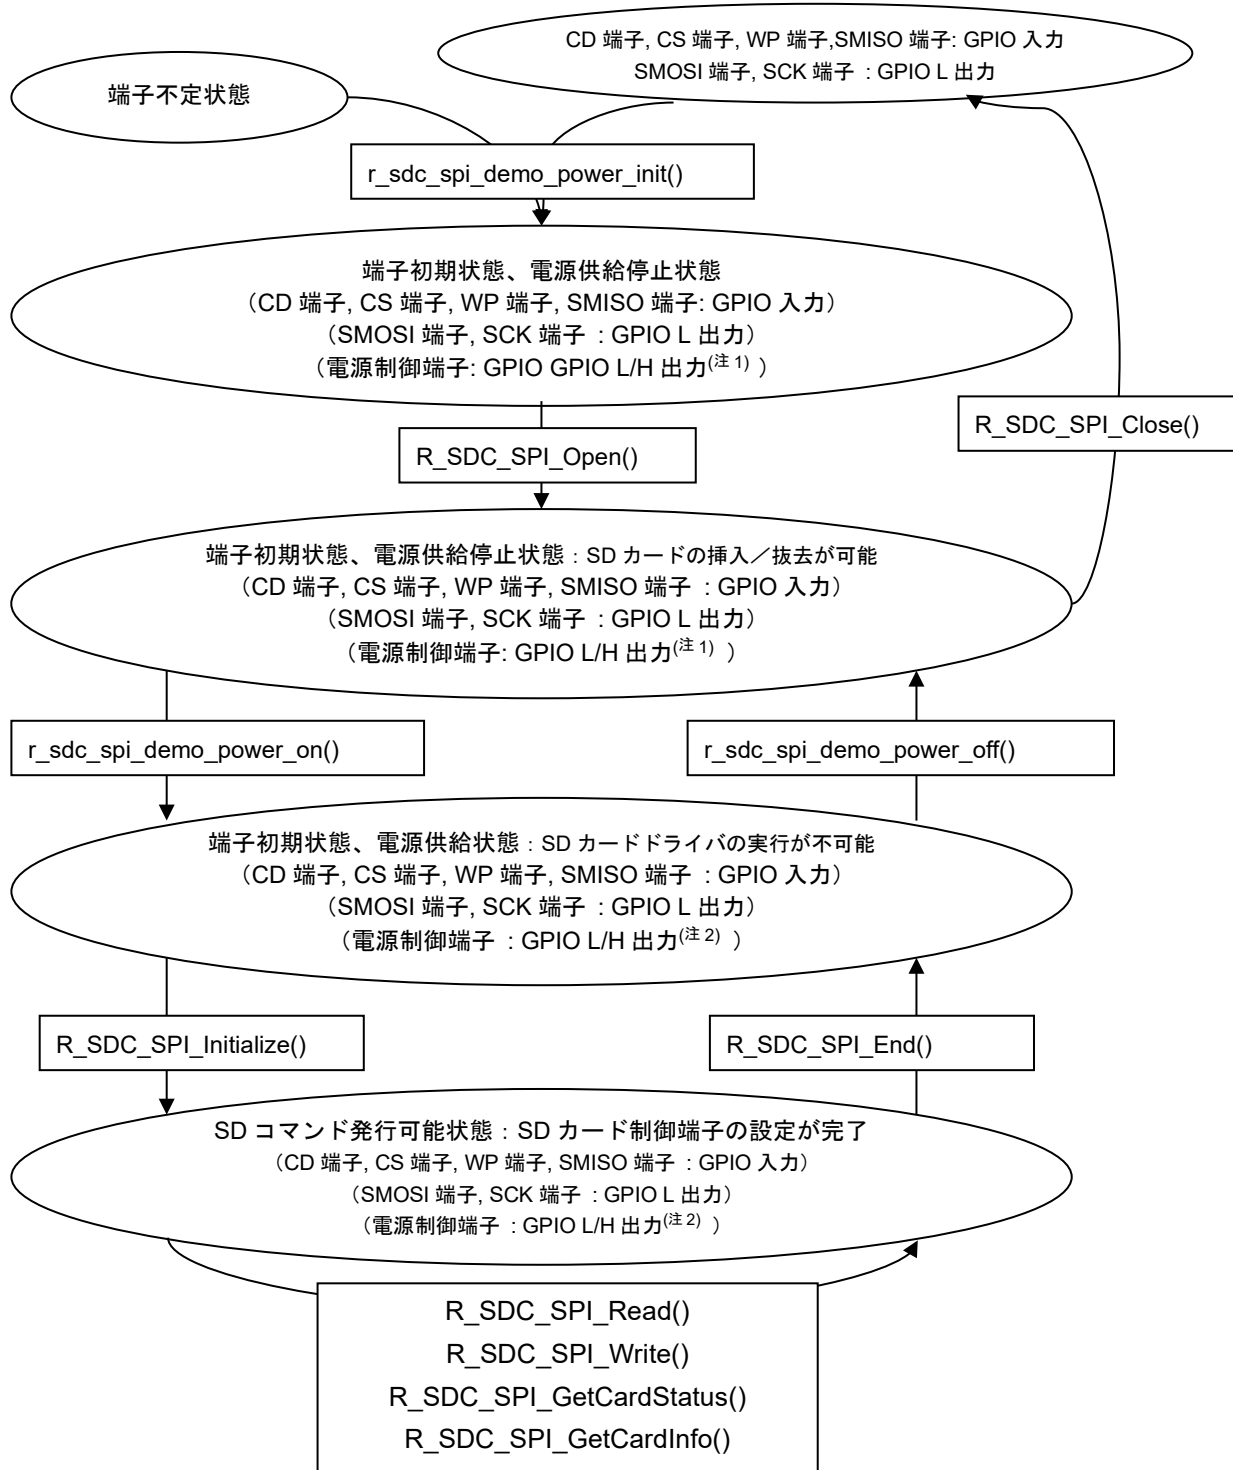 CD 端子, CS 端子, WP 端子,SMISO 端子: GPIO 入力
SMOSI 端子, SCK 端子 : GPIO L 出力
端子不定状態
r_sdc_spi_demo_power_init()
端子初期状態、電源供給停止状態
（CD 端子, CS 端子, WP 端子, SMISO 端子: GPIO 入力）
（SMOSI 端子, SCK 端子 : GPIO L 出力）
（電源制御端子: GPIO GPIO L/H 出力(注 1) ）
R_SDC_SPI_Close()
R_SDC_SPI_Open()
端子初期状態、電源供給停止状態 : SD カードの挿入／抜去が可能
（CD 端子, CS 端子, WP 端子, SMISO 端子 : GPIO 入力）
（SMOSI 端子, SCK 端子 : GPIO L 出力）
（電源制御端子: GPIO L/H 出力(注 1) ）
r_sdc_spi_demo_power_on()
r_sdc_spi_demo_power_off()
端子初期状態、電源供給状態 : SD カードドライバの実行が不可能
（CD 端子, CS 端子, WP 端子, SMISO 端子 : GPIO 入力）
（SMOSI 端子, SCK 端子 : GPIO L 出力）
（電源制御端子 : GPIO L/H 出力(注 2) ）
R_SDC_SPI_Initialize()
R_SDC_SPI_End()
SD コマンド発行可能状態 : SD カード制御端子の設定が完了
（CD 端子, CS 端子, WP 端子, SMISO 端子 : GPIO 入力）
（SMOSI 端子, SCK 端子 : GPIO L 出力）
（電源制御端子 : GPIO L/H 出力(注 2) ）
R_SDC_SPI_Read()
R_SDC_SPI_Write()
R_SDC_SPI_GetCardStatus()
R_SDC_SPI_GetCardInfo()